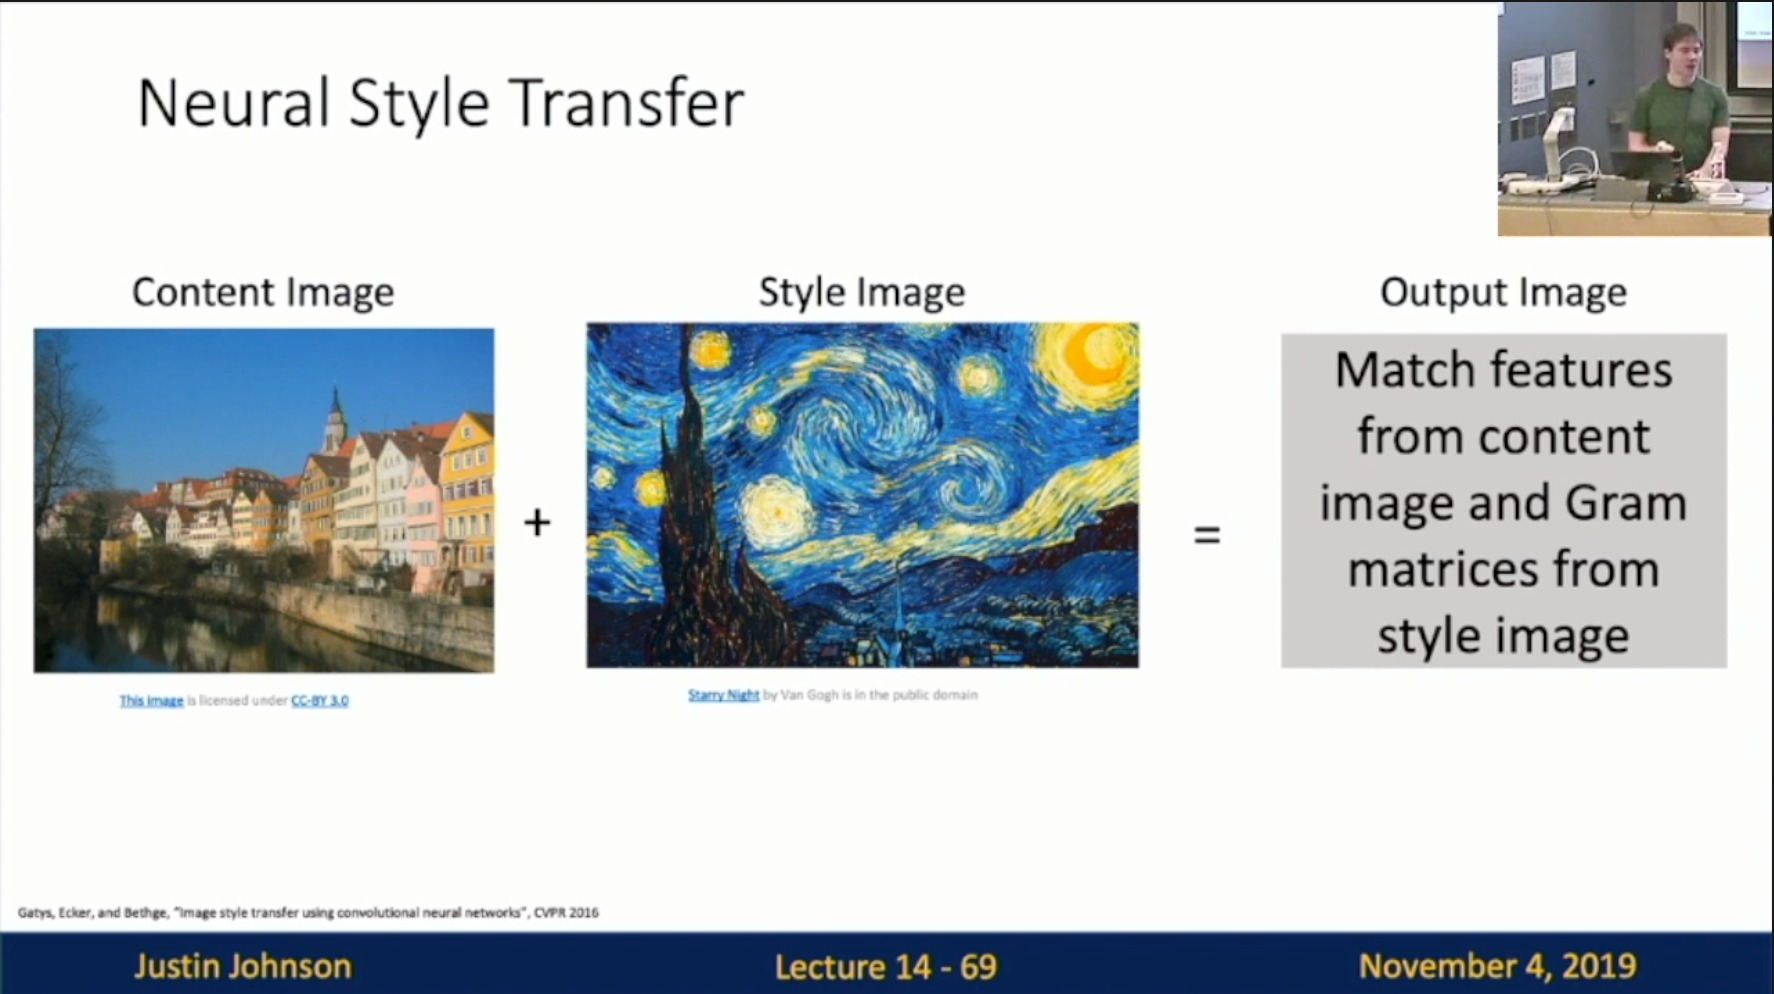 Neural Style Transfer
Content Image
Style Image
Output Image
+
=
Match features
from content
image and Gram
matrices from
style image
This image is licensed under CC-BY 3.0
Starry Night by Van Gogh is in the public domain
Gatys, Ecker, and Bethge, "Image style transfer using convolutional neural networks", CVPR 2016
Justin Johnson
Lecture 14 - 69
November 4, 2019